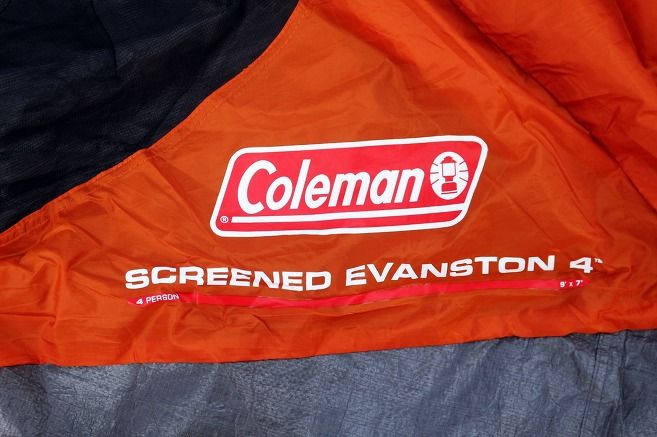 Coleman
®
SCREENED EVANSTON 4™
4 PERSON 9' x 7'